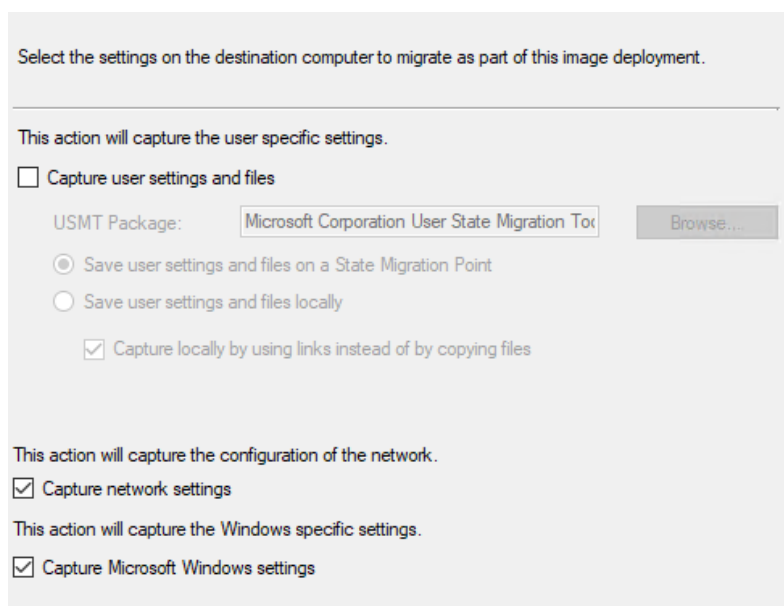 Select the settings on the destination computer to migrate as part of this image deployment.
This action will capture the user specific settings.
Capture user settings and files
USMT Package: Microsoft Corporation User State Migration Too Browse....
Save user settings and files on a State Migration Point
Save user settings and files locally
Capture locally by using links instead of by copying files
This action will capture the configuration of the network.
Capture network settings
This action will capture the Windows specific settings.
Capture Microsoft Windows settings